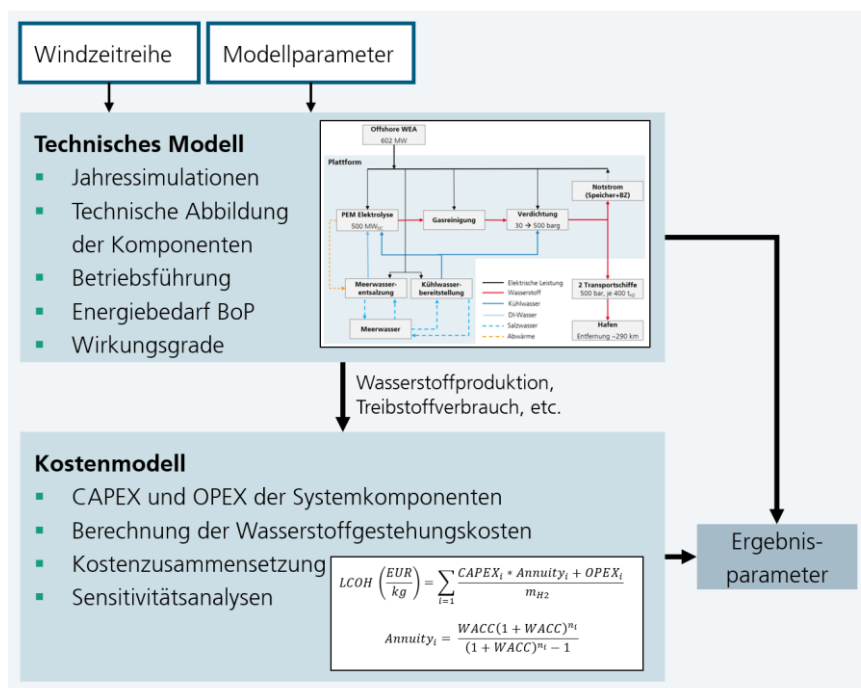 Windzeitreihe
Modellparameter
Technisches Modell
▪ Jahressimulationen
▪ Technische Abbildung
der Komponenten
▪ Betriebsführung
▪ Energiebedarf BoP
▪ Wirkungsgrade
Offshore WEA
602 MW
Plattform
Notstrom
(Speicher+BZ)
PEM Elektrolyse
500 MW_DC
Gasreinigung
Verdichtung
30 → 500 barg
Meerwasser-
entsalzung
Kühlwasser-
bereitstellung
Meerwasser
Elektrische Leistung
Wasserstoff
Kühlwasser
DI-Wasser
Salzwasser
Abwärme
2 Transportschiffe
500 bar, je 400 t_H2
Hafen
Entfernung ~290 km
Wasserstoffproduktion,
Treibstoffverbrauch, etc.
Kostenmodell
▪ CAPEX und OPEX der Systemkomponenten
▪ Berechnung der Wasserstoffgestehungskosten
▪ Kostenzusammensetzung
▪ Sensitivitätsanalysen
LCOH (EUR/kg) = ∑_{i=1} (CAPEX_i * Annuity_i + OPEX_i)/m_H2
Annuity_i = WACC(1 + WACC)^{n_i}/((1 + WACC)^{n_i} − 1)
Ergebnis-
parameter